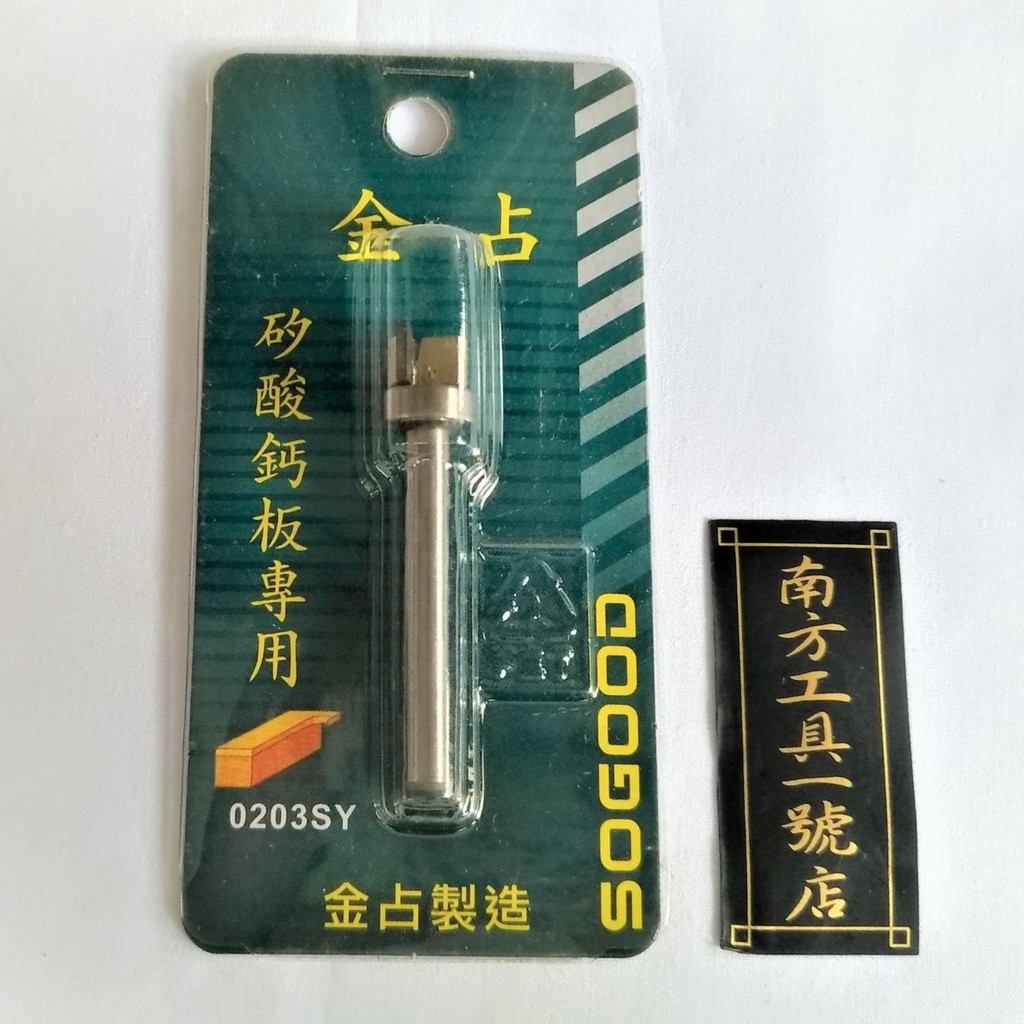 金占
矽酸鈣板專用
0203SY
SOGOOD
金占製造
南方工具一號店